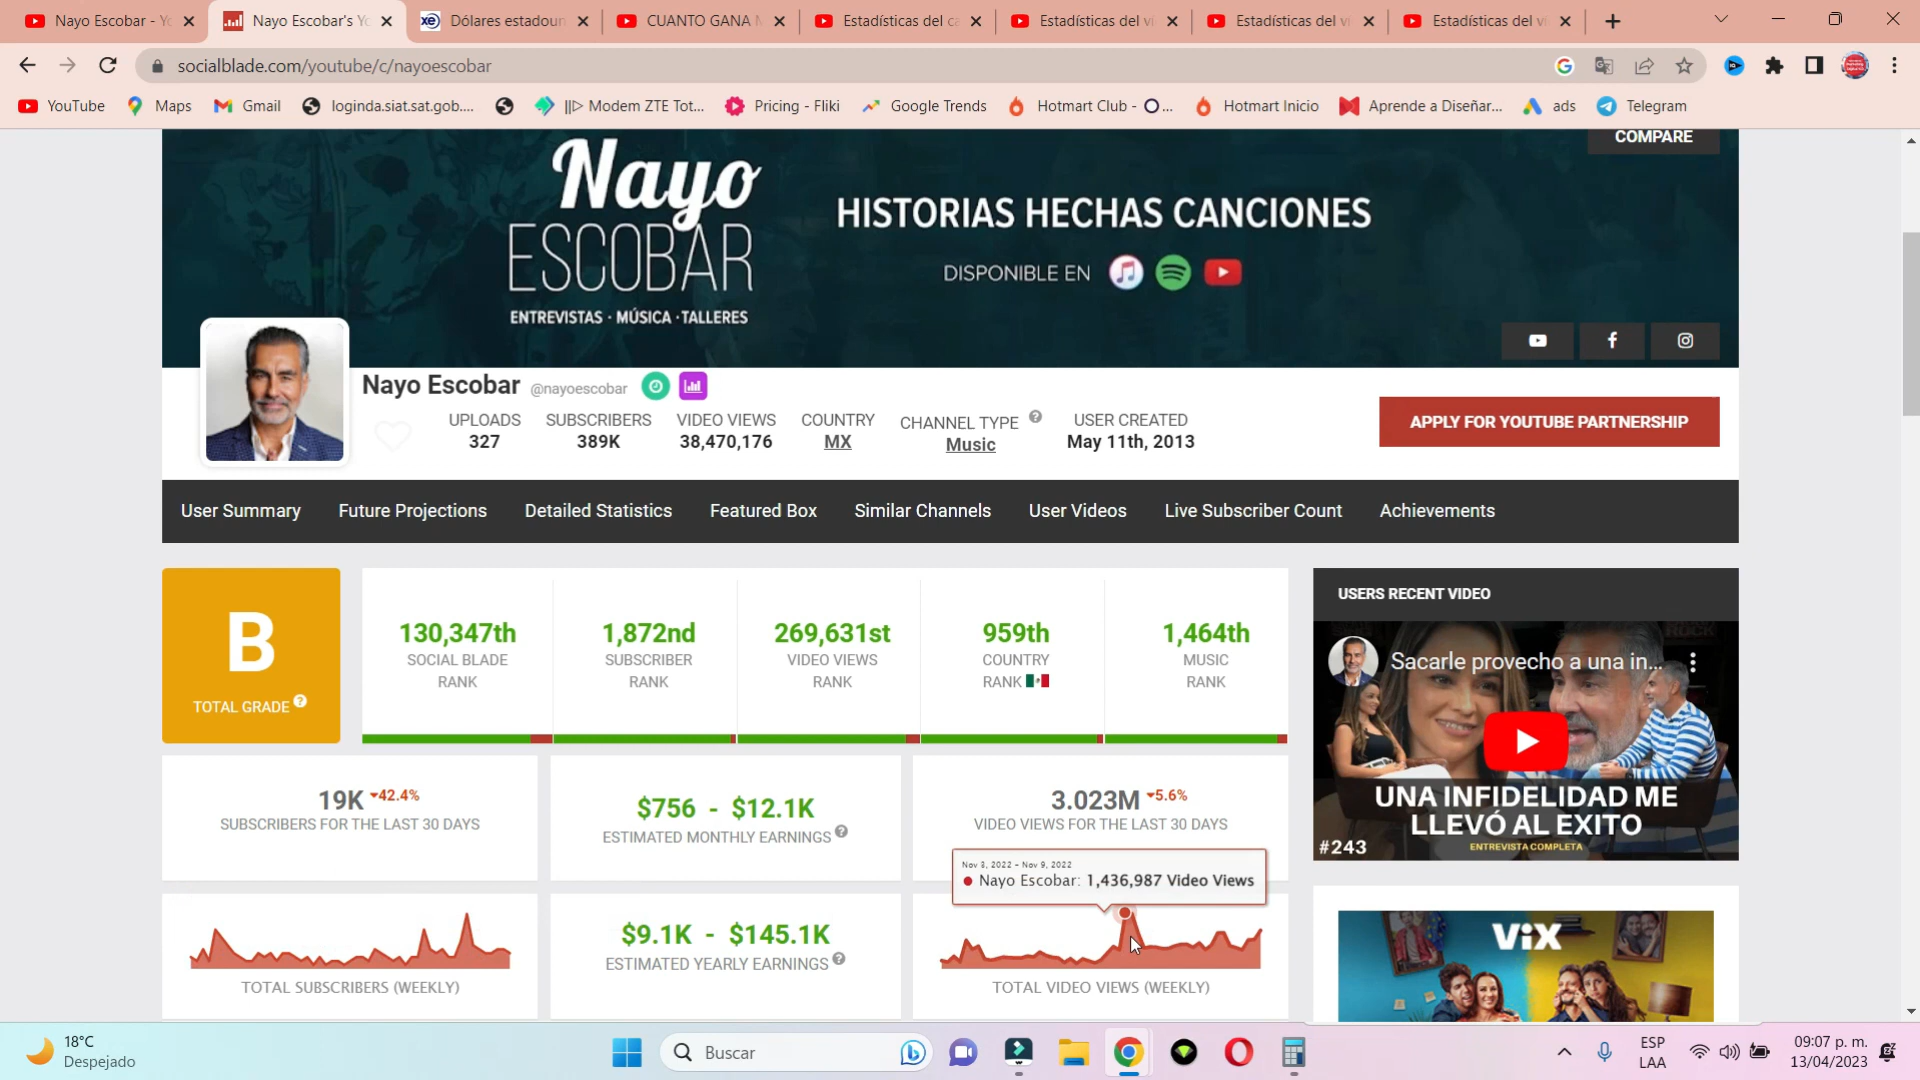 Nayo Escobar - Yo
Nayo Escobar's Yo
Dólares estadoun
CUANTO GANA
Estadísticas del ca
Estadísticas del vi
Estadísticas del vi
Estadísticas del vi
socialblade.com/youtube/c/nayoescobar
YouTube
Maps
Gmail
loginda.siat.sat.gob....
||▷ Modem ZTE Tot...
Pricing - Fliki
Google Trends
Hotmart Club - ...
Hotmart Inicio
Aprende a Diseñar...
ads
Telegram
COMPARE
Nayo
ESCOBAR
ENTREVISTAS · MÚSICA · TALLERES
HISTORIAS HECHAS CANCIONES
DISPONIBLE EN
Nayo Escobar @nayoescobar
UPLOADS
327
SUBSCRIBERS
389K
VIDEO VIEWS
38,470,176
COUNTRY
MX
CHANNEL TYPE
Music
USER CREATED
May 11th, 2013
APPLY FOR YOUTUBE PARTNERSHIP
User Summary
Future Projections
Detailed Statistics
Featured Box
Similar Channels
User Videos
Live Subscriber Count
Achievements
B
TOTAL GRADE
130,347th
SOCIAL BLADE
RANK
1,872nd
SUBSCRIBER
RANK
269,631st
VIDEO VIEWS
RANK
959th
COUNTRY
RANK
1,464th
MUSIC
RANK
USERS RECENT VIDEO
Sacarle provecho a una in...
UNA INFIDELIDAD ME
LLEVÓ AL EXITO
#243
ENTREVISTA COMPLETA
19K 42.4%
SUBSCRIBERS FOR THE LAST 30 DAYS
$756 - $12.1K
ESTIMATED MONTHLY EARNINGS
3.023M 5.6%
VIDEO VIEWS FOR THE LAST 30 DAYS
Nov 3, 2022 - Nov 9, 2022
Nayo Escobar: 1,436,987 Video Views
TOTAL SUBSCRIBERS (WEEKLY)
$9.1K - $145.1K
ESTIMATED YEARLY EARNINGS
TOTAL VIDEO VIEWS (WEEKLY)
ViX
18°C
Despejado
Buscar
ESP
LAA
09:07 p. m.
13/04/2023